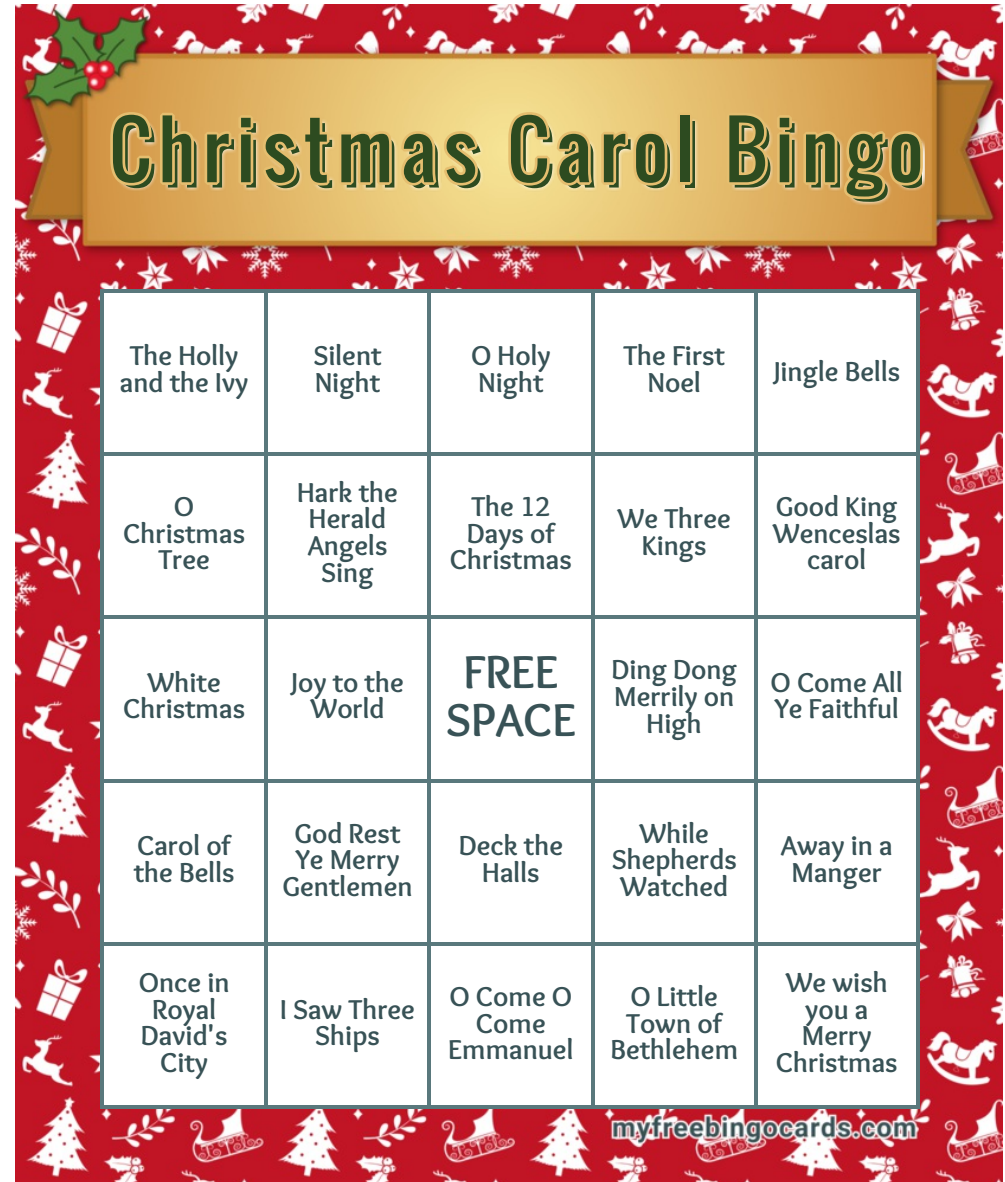 Christmas Carol Bingo
The Holly
and the Ivy
Silent
Night
O Holy
Night
The First
Noel
Jingle Bells
O
Christmas
Tree
Hark the
Herald
Angels
Sing
The 12
Days of
Christmas
We Three
Kings
Good King
Wenceslas
carol
White
Christmas
Joy to the
World
FREE
SPACE
Ding Dong
Merrily on
High
O Come All
Ye Faithful
Carol of
the Bells
God Rest
Ye Merry
Gentlemen
Deck the
Halls
While
Shepherds
Watched
Away in a
Manger
Once in
Royal
David's
City
I Saw Three
Ships
O Come O
Come
Emmanuel
O Little
Town of
Bethlehem
We wish
you a
Merry
Christmas
myfreebingocards.com